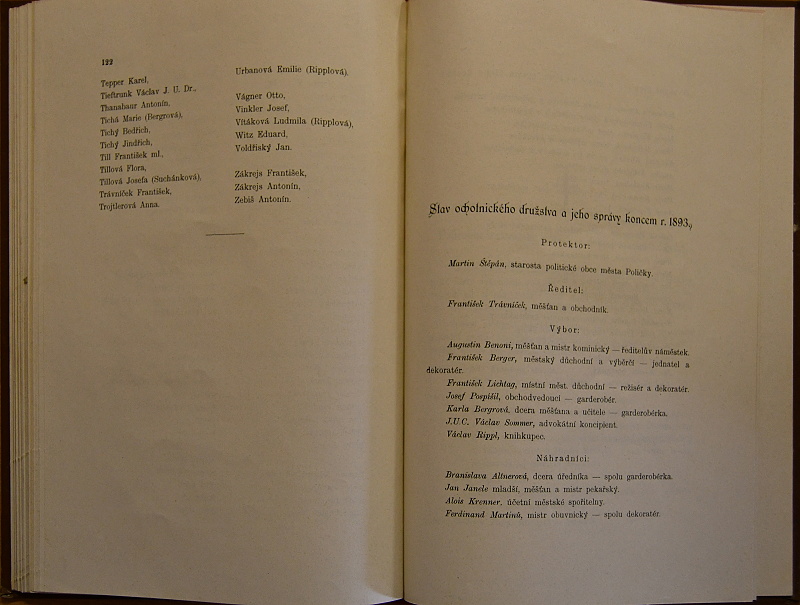 122
Tepper Karel,
Tieftrunk Václav J. U. Dr.,
Thanahaur Antonín,
Tichá Marie (Bergrová),
Tichý Bedřich,
Tichý Jindřich,
Till František ml.,
Tillová Flora,
Tillová Josefa (Suchánková),
Trávníček František,
Trojtlerová Anna.
Urbanová Emilie (Ripplová),
Vágner Otto,
Vinkler Josef,
Vítáková Ludmila (Ripplová),
Witz Eduard,
Voldřiský Jan.
Zákrejs František,
Zákrejs Antonín,
Zebiš Antonín.
Stav ochotnického družstva a jeho správy koncem r. 1893.
Protektor:
Martin Štěpán, starosta politické obce města Poličky.
Ředitel:
František Trávníček, měšťan a obchodník.
Výbor:
Augustin Benoni, měšťan a mistr kominický — ředitelův náměstek.
František Berger, městský důchodní a výběrčí — jednatel a
dekoratér.
František Lichtag, místní měst. důchodní — režisér a dekoratér.
Josef Pospíšil, obchodvedoucí — garderobér.
Karla Bergrová, dcera měšťana a učitele — garderobérka.
J.U.C. Václav Sommer, advokátní koncipient.
Václav Rippl, knihkupec.
Náhradníci:
Branislava Altnerová, dcera úředníka — spolu garderobérka.
Jan Janele mladší, měšťan a mistr pekařský.
Alois Krenner, účetní městské spořitelny.
Ferdinand Martinů, mistr obuvnický — spolu dekoratér.